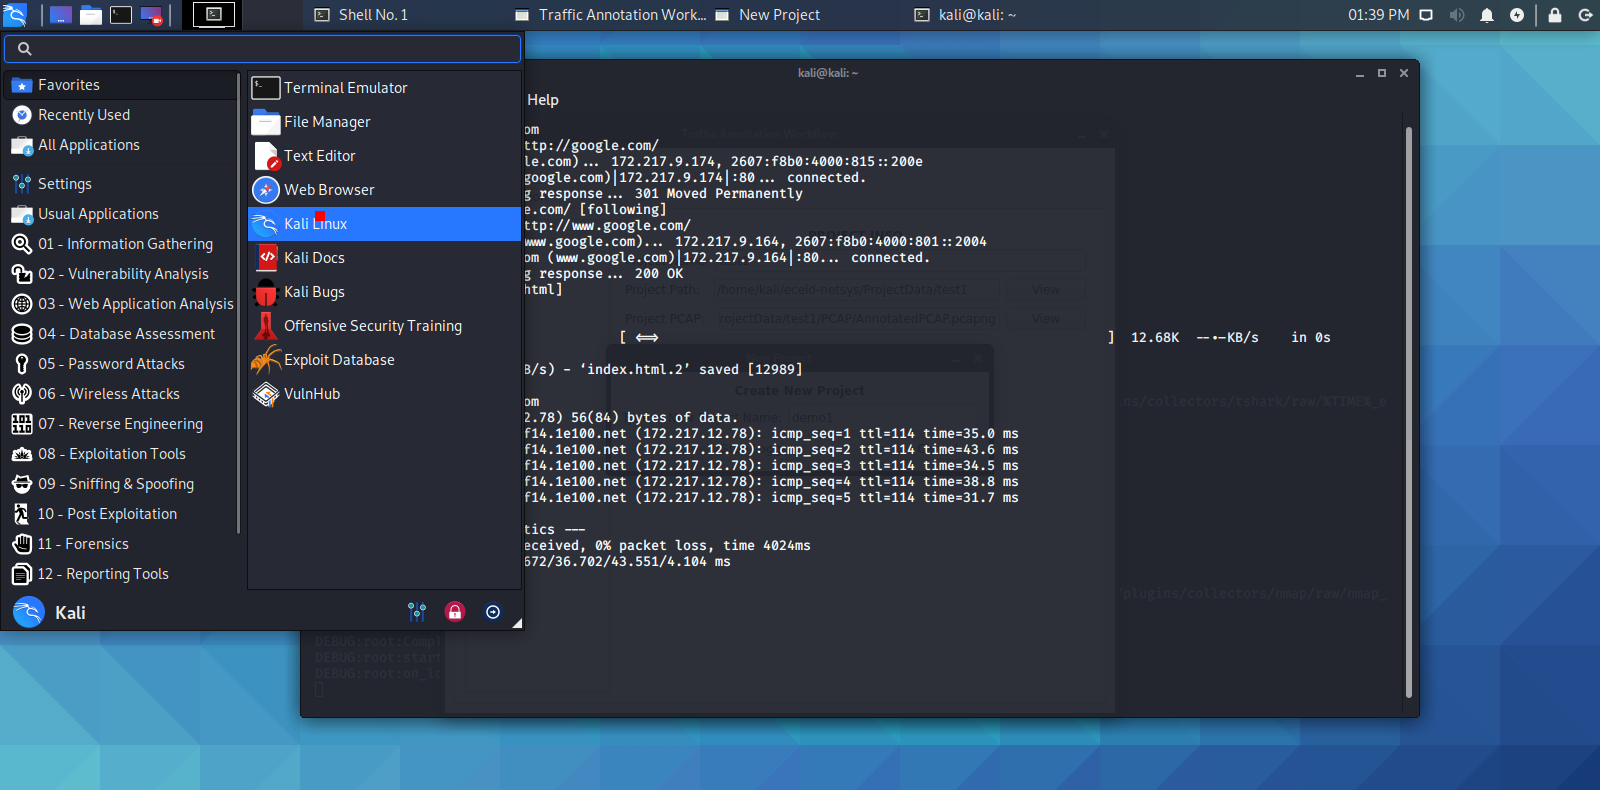 Shell No. 1
Traffic Annotation Work...
New Project
kali@kali: ~
01:39 PM
Favorites
Recently Used
All Applications
Settings
Usual Applications
01 - Information Gathering
02 - Vulnerability Analysis
03 - Web Application Analysis
04 - Database Assessment
05 - Password Attacks
06 - Wireless Attacks
07 - Reverse Engineering
08 - Exploitation Tools
09 - Sniffing & Spoofing
10 - Post Exploitation
11 - Forensics
12 - Reporting Tools
Kali
Terminal Emulator
File Manager
Text Editor
Web Browser
Kali Linux
Kali Docs
Kali Bugs
Offensive Security Training
Exploit Database
VulnHub
kali@kali: ~
Help
om
ttp://google.com/
le.com)... 172.217.9.174, 2607:f8b0:4000:815::200e
google.com)|172.217.9.174|:80... connected.
g response... 301 Moved Permanently
e.com/ [following]
ttp://www.google.com/
www.google.com)... 172.217.9.164, 2607:f8b0:4000:801::2004
om (www.google.com)|172.217.9.164|:80... connected.
g response... 200 OK
html]
Project Path: /home/kali/eceld-netsys/ProjectData/test1 View
Project PCAP: rojectData/test1/PCAP/AnnotatedPCAP.pcapng View
[ <=> ] 12.68K --.-KB/s in 0s
B/s) - ‘index.html.2’ saved [12989]
Create New Project
om
ns/collectors/tshark/raw/%TIME%_o
Name: demo1
2.78) 56(84) bytes of data.
f14.1e100.net (172.217.12.78): icmp_seq=1 ttl=114 time=35.0 ms
f14.1e100.net (172.217.12.78): icmp_seq=2 ttl=114 time=43.6 ms
f14.1e100.net (172.217.12.78): icmp_seq=3 ttl=114 time=34.5 ms
f14.1e100.net (172.217.12.78): icmp_seq=4 ttl=114 time=38.8 ms
f14.1e100.net (172.217.12.78): icmp_seq=5 ttl=114 time=31.7 ms
tics ---
eceived, 0% packet loss, time 4024ms
672/36.702/43.551/4.104 ms
plugins/collectors/nmap/raw/nmap_
DEBUG:root:Compl
DEBUG:root:start
DEBUG:root:on_lo